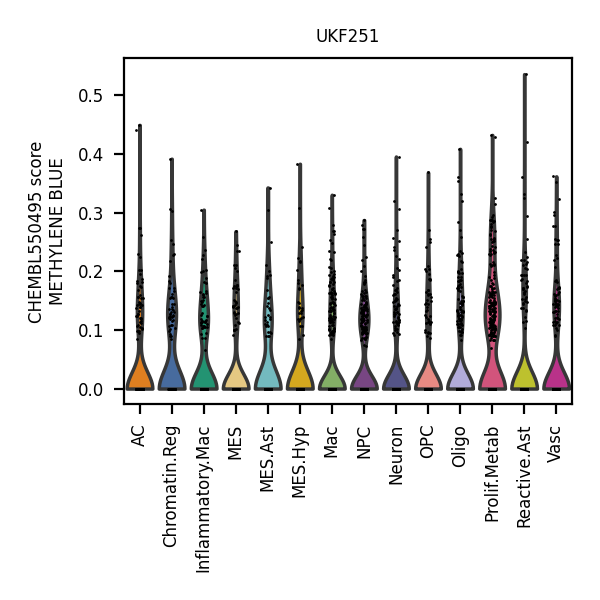 UKF251
CHEMBL550495 score
METHYLENE BLUE
0.5
0.4
0.3
0.2
0.1
0.0
AC
Chromatin.Reg
Inflammatory.Mac
MES
MES.Ast
MES.Hyp
Mac
NPC
Neuron
OPC
Oligo
Prolif.Metab
Reactive.Ast
Vasc